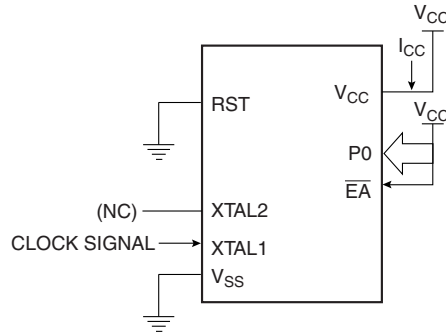 VCC
ICC
VCC
VCC
RST
P0
EA
(NC)
XTAL2
CLOCK SIGNAL
XTAL1
VSS